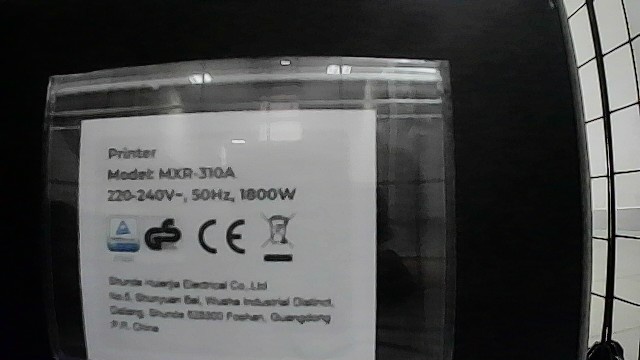 Printer
Model: MXR-310A
220-240V~, 50Hz, 1800W
GS CE
Shunde Huanjia Electrical Co.,Ltd
No.5, Shunyuan Bei, Wusha Industrial District,
Daliang, Shunde 528300 Foshan, Guangdong
P.R. China